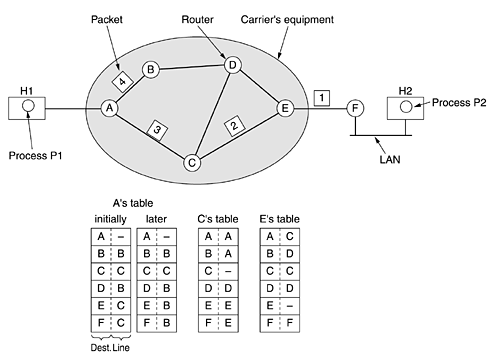 Packet Router Carrier's equipment
D
B
4
H1 1 H2
A E F Process P2
3 2
Process P1
C
LAN
A's table
initially later C's table E's table
A – A – A A A C
B B B B B A B D
C C C C C – C C
D B D B D D D D
E C E B E E E –
F C F B F E F F
Dest. Line